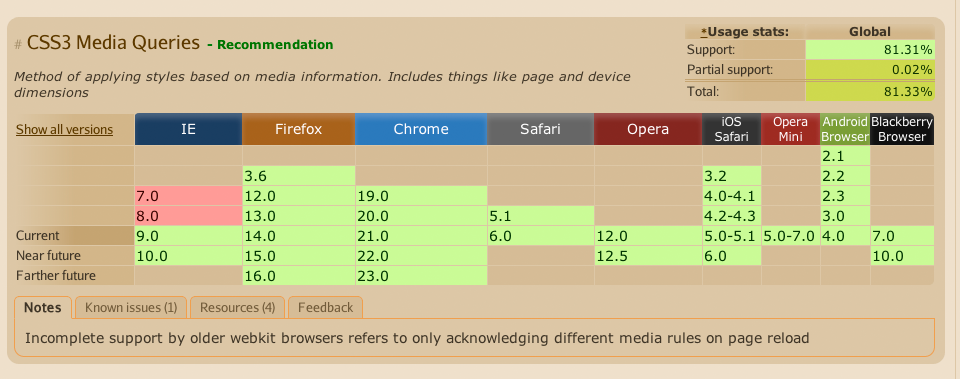 # CSS3 Media Queries - Recommendation
*Usage stats: Global
Support: 81.31%
Partial support: 0.02%
Total: 81.33%
Method of applying styles based on media information. Includes things like page and device
dimensions
Show all versions IE Firefox Chrome Safari Opera iOS Safari Opera Mini Android Browser Blackberry Browser
2.1
3.6 3.2 2.2
7.0 12.0 19.0 4.0-4.1 2.3
8.0 13.0 20.0 5.1 4.2-4.3 3.0
Current 9.0 14.0 21.0 6.0 12.0 5.0-5.1 5.0-7.0 4.0 7.0
Near future 10.0 15.0 22.0 12.5 6.0 10.0
Farther future 16.0 23.0
Notes Known issues (1) Resources (4) Feedback
Incomplete support by older webkit browsers refers to only acknowledging different media rules on page reload